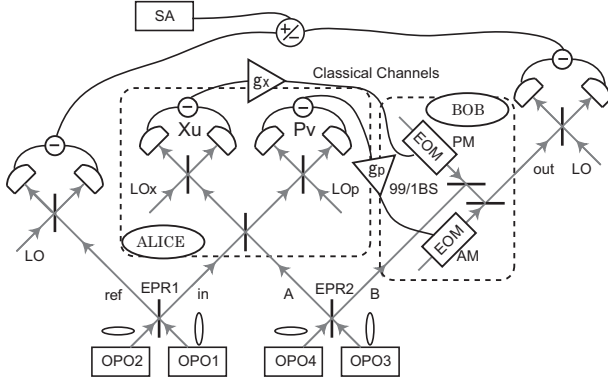 SA
+/-
gx
Classical Channels
BOB
Xu
Pv
EOM
PM
gp
99/1BS
LOx
LOp
out
LO
ALICE
EOM
AM
LO
ref
EPR1
in
A
EPR2
B
OPO2
OPO1
OPO4
OPO3